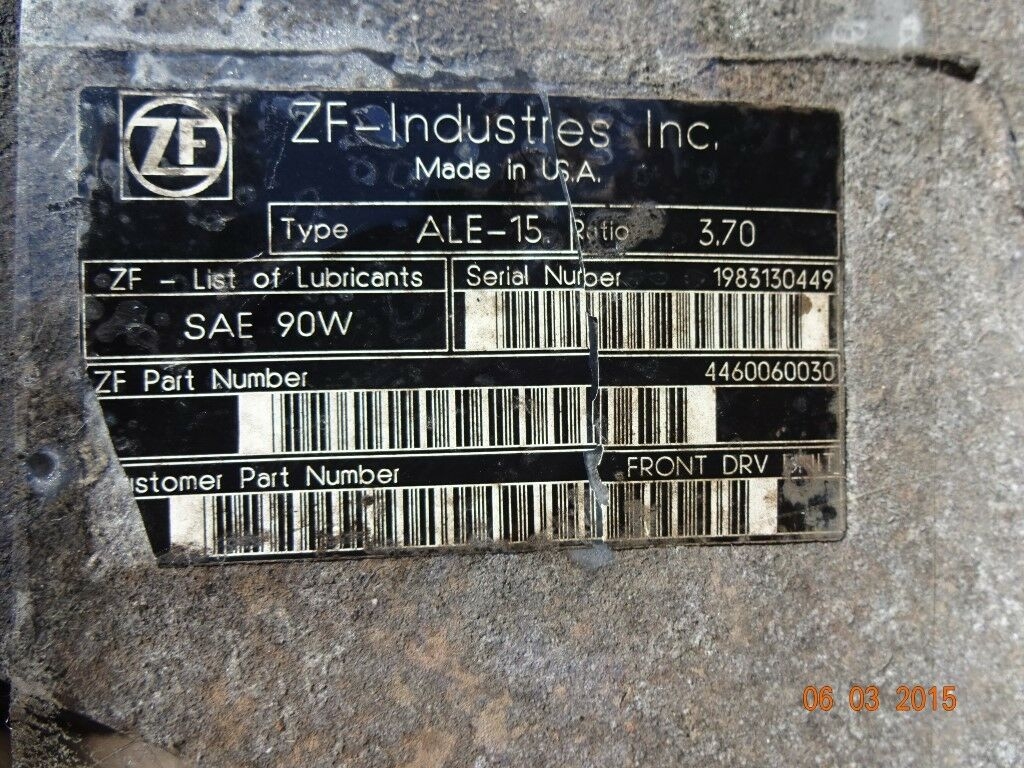 ZF
ZF-Industries Inc.
Made in U.S.A.
Type ALE-15 Ratio 3.70
ZF - List of Lubricants
SAE 90W
Serial Number 1983130449
ZF Part Number 4460060030
ustomer Part Number FRONT DRV
06 03 2015